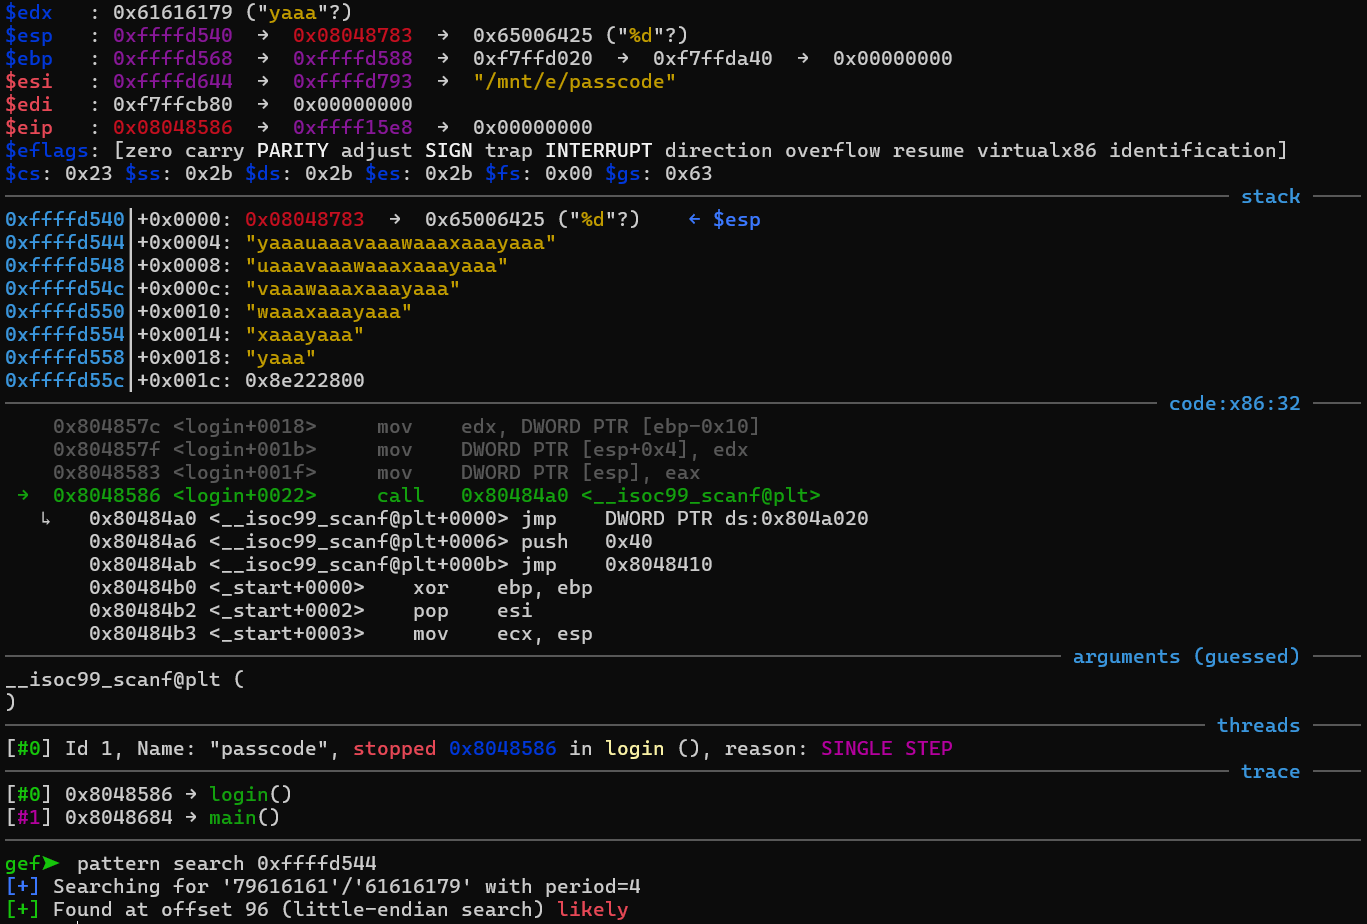 $edx   : 0x61616179 ("yaaa"?)
$esp   : 0xffffd540  →  0x08048783  →  0x65006425 ("%d"?)
$ebp   : 0xffffd568  →  0xffffd588  →  0xf7ffd020  →  0xf7ffda40  →  0x00000000
$esi   : 0xffffd644  →  0xffffd793  →  "/mnt/e/passcode"
$edi   : 0xf7ffcb80  →  0x00000000
$eip   : 0x08048586  →  0xffff15e8  →  0x00000000
$eflags: [zero carry PARITY adjust SIGN trap INTERRUPT direction overflow resume virtualx86 identification]
$cs: 0x23 $ss: 0x2b $ds: 0x2b $es: 0x2b $fs: 0x00 $gs: 0x63
stack
0xffffd540│+0x0000: 0x08048783  →  0x65006425 ("%d"?)    ← $esp
0xffffd544│+0x0004: "yaaauaaavaaawaaaxaaayaaa"
0xffffd548│+0x0008: "uaaavaaawaaaxaaayaaa"
0xffffd54c│+0x000c: "vaaawaaaxaaayaaa"
0xffffd550│+0x0010: "waaaxaaayaaa"
0xffffd554│+0x0014: "xaaayaaa"
0xffffd558│+0x0018: "yaaa"
0xffffd55c│+0x001c: 0x8e222800
code:x86:32
0x804857c <login+0018>     mov    edx, DWORD PTR [ebp-0x10]
0x804857f <login+001b>     mov    DWORD PTR [esp+0x4], edx
0x8048583 <login+001f>     mov    DWORD PTR [esp], eax
→  0x8048586 <login+0022>     call   0x80484a0 <__isoc99_scanf@plt>
↳   0x80484a0 <__isoc99_scanf@plt+0000> jmp    DWORD PTR ds:0x804a020
0x80484a6 <__isoc99_scanf@plt+0006> push   0x40
0x80484ab <__isoc99_scanf@plt+000b> jmp    0x8048410
0x80484b0 <_start+0000>    xor    ebp, ebp
0x80484b2 <_start+0002>    pop    esi
0x80484b3 <_start+0003>    mov    ecx, esp
arguments (guessed)
__isoc99_scanf@plt (
)
threads
[#0] Id 1, Name: "passcode", stopped 0x8048586 in login (), reason: SINGLE STEP
trace
[#0] 0x8048586 → login()
[#1] 0x8048684 → main()
gef➤  pattern search 0xffffd544
[+] Searching for '79616161'/'61616179' with period=4
[+] Found at offset 96 (little-endian search) likely